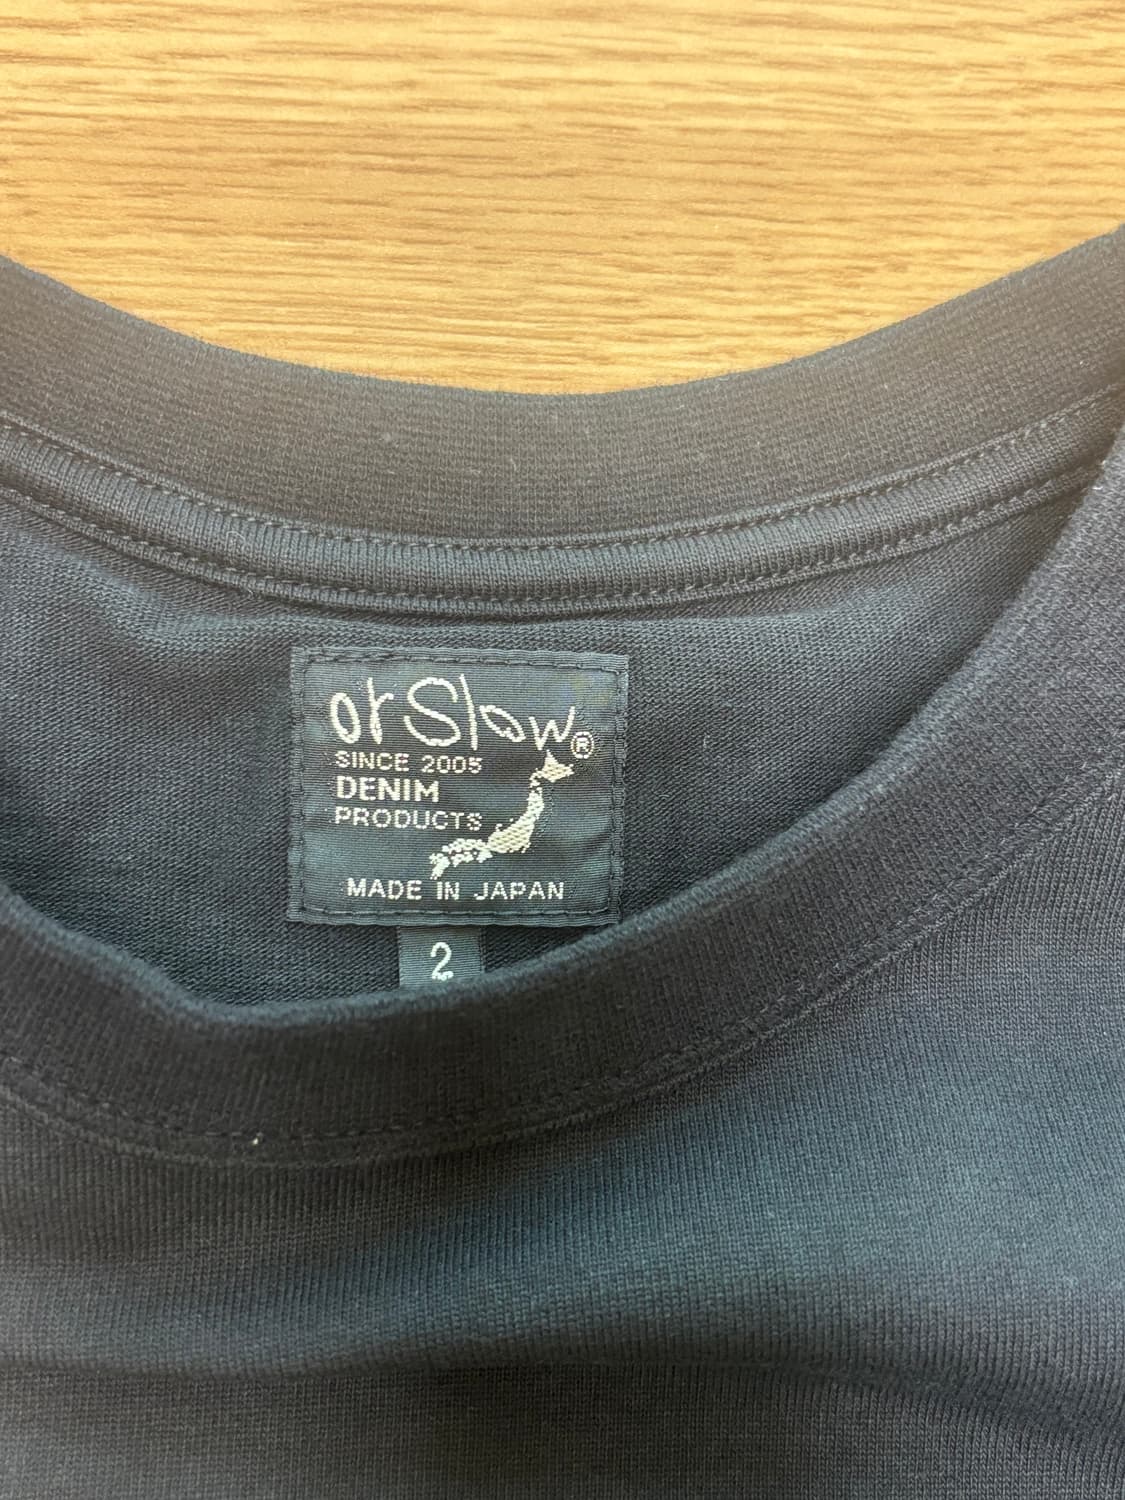 orSlow®
SINCE 2005
DENIM
PRODUCTS
MADE IN JAPAN
2